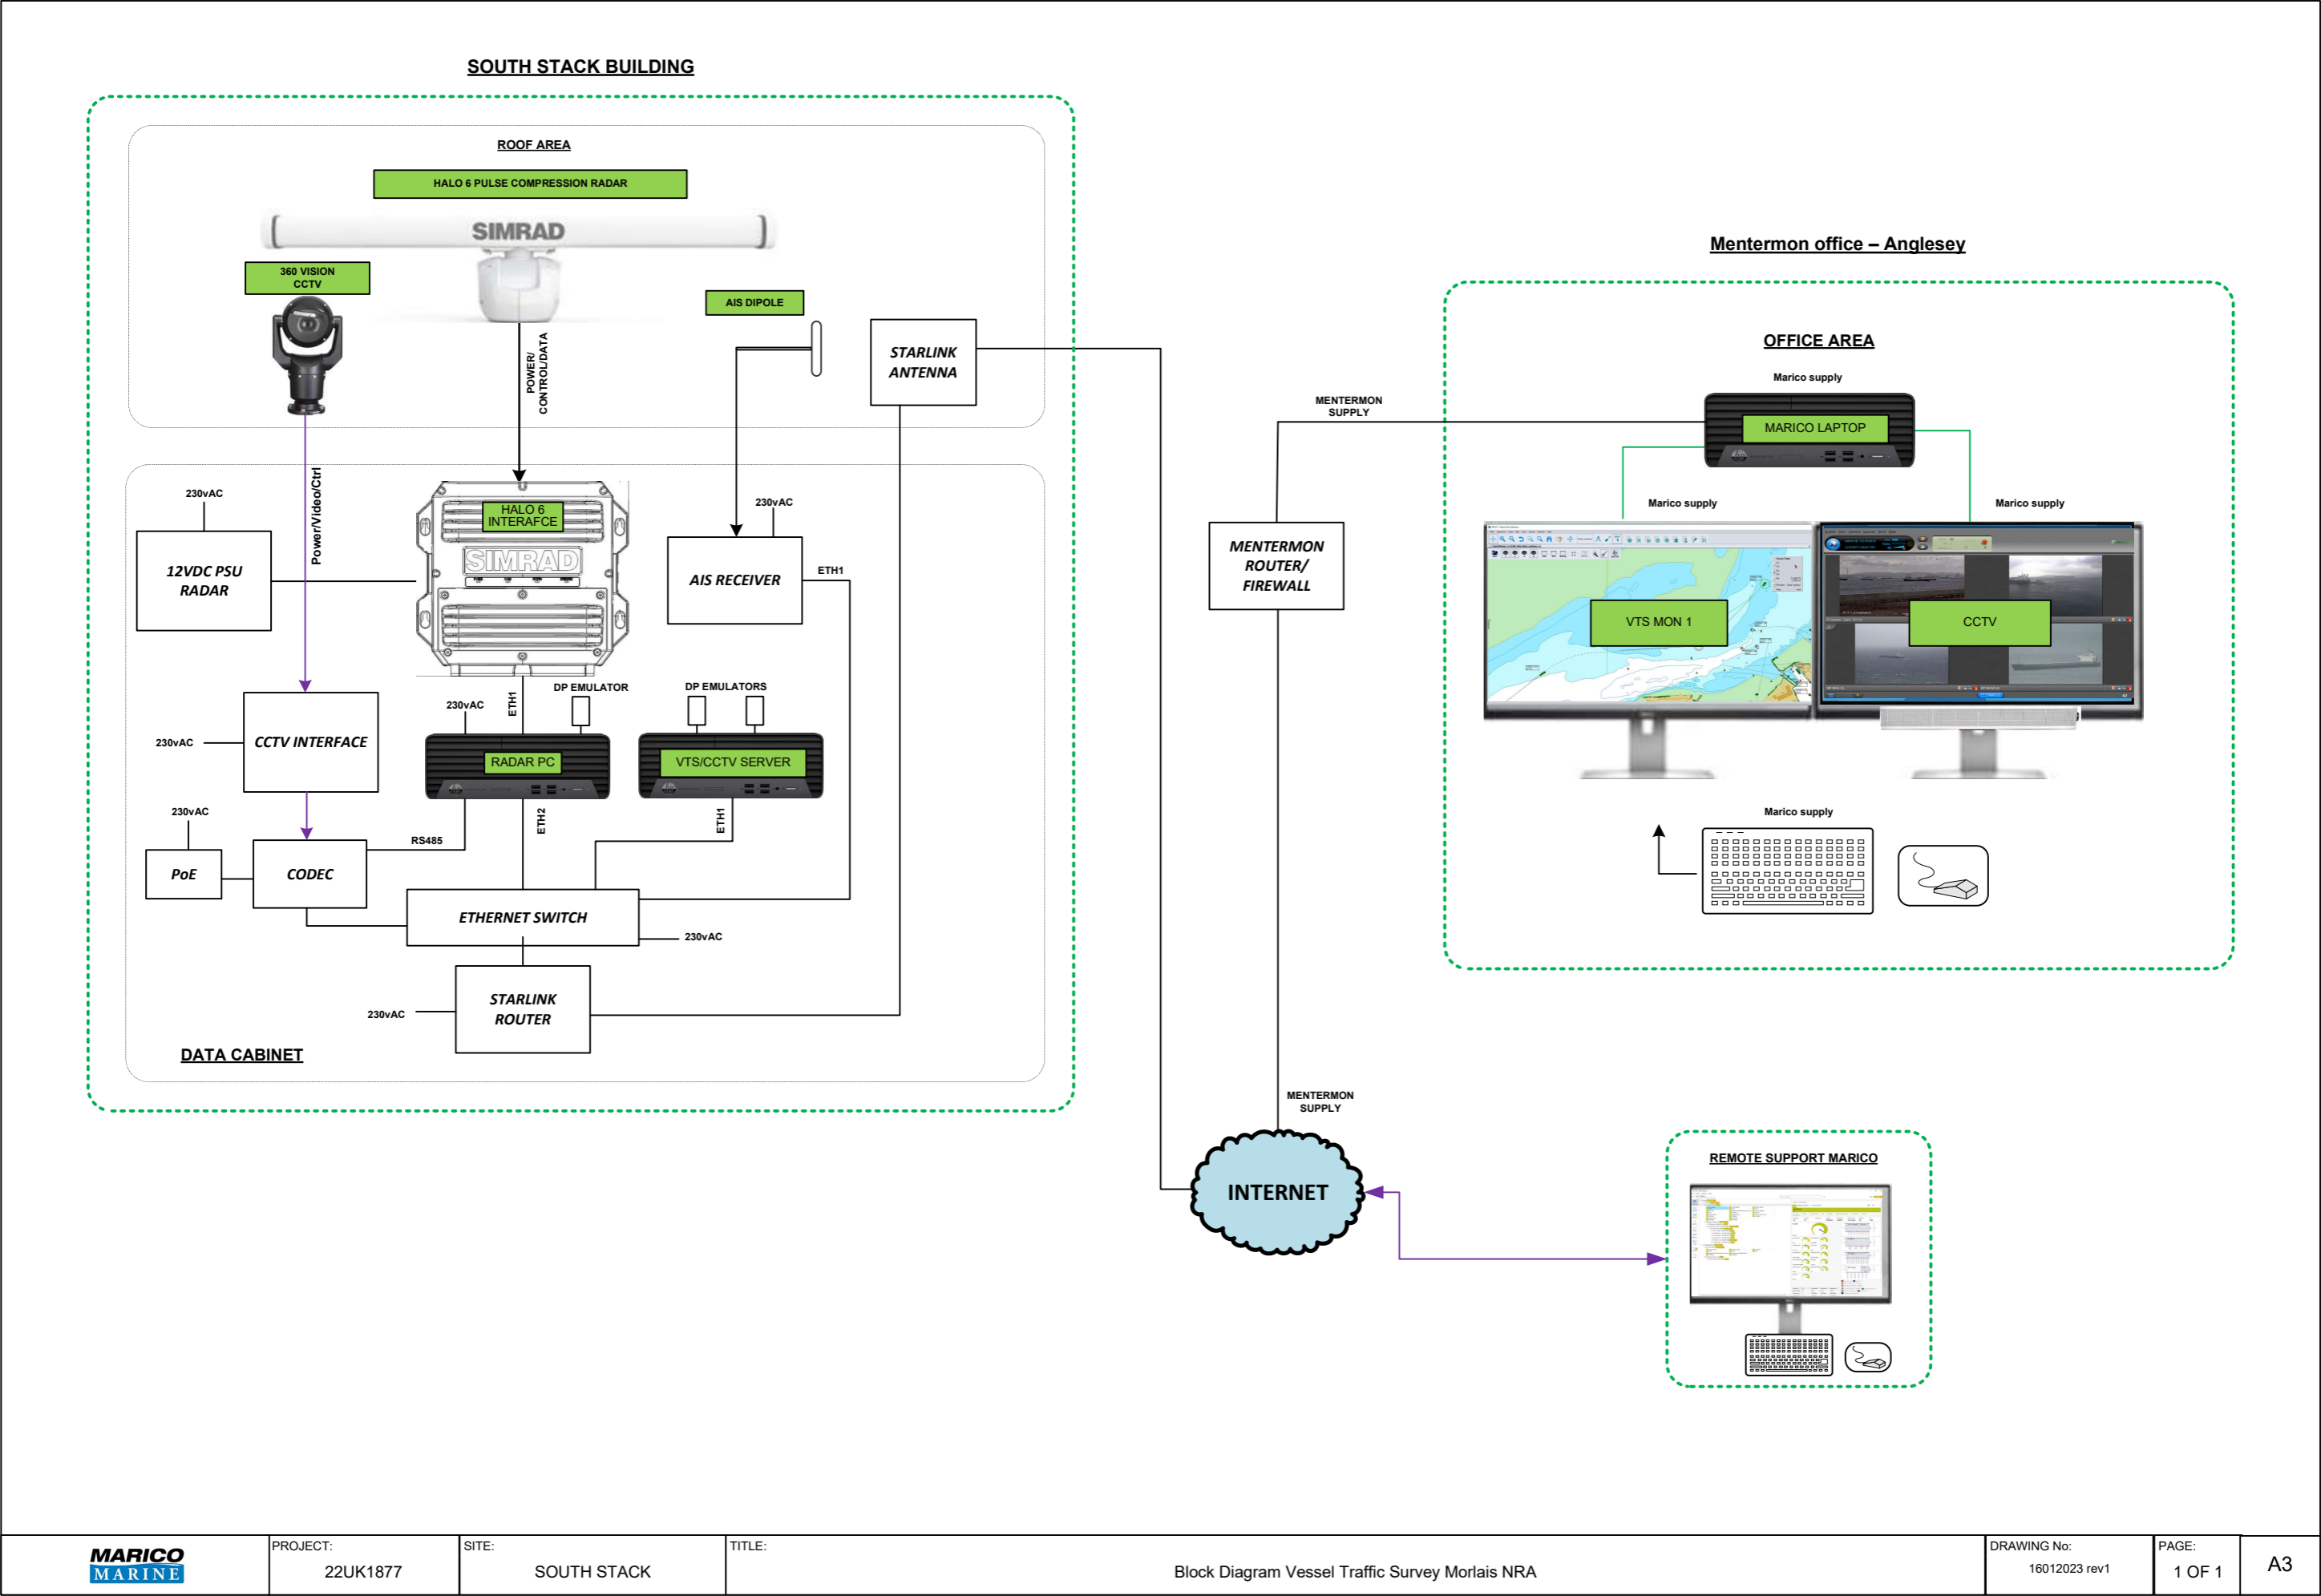 SOUTH STACK BUILDING
ROOF AREA
HALO 6 PULSE COMPRESSION RADAR
SIMRAD
360 VISION
CCTV
AIS DIPOLE
STARLINK
ANTENNA
POWER/
CONTROL/DATA
Power/Video/Ctrl
230vAC
12VDC PSU
RADAR
HALO 6
INTERAFCE
SIMRAD
230vAC
AIS RECEIVER
ETH1
230vAC
CCTV INTERFACE
230vAC
ETH1
DP EMULATOR
DP EMULATORS
RADAR PC
VTS/CCTV SERVER
230vAC
PoE
CODEC
RS485
ETH2
ETH1
ETHERNET SWITCH
230vAC
230vAC
STARLINK
ROUTER
DATA CABINET
Mentermon office – Anglesey
OFFICE AREA
Marico supply
MARICO LAPTOP
MENTERMON
SUPPLY
Marico supply
Marico supply
MENTERMON
ROUTER/
FIREWALL
VTS MON 1
CCTV
Marico supply
MENTERMON
SUPPLY
INTERNET
REMOTE SUPPORT MARICO
MARICO
MARINE
PROJECT:
22UK1877
SITE:
SOUTH STACK
TITLE:
Block Diagram Vessel Traffic Survey Morlais NRA
DRAWING No:
16012023 rev1
PAGE:
1 OF 1
A3